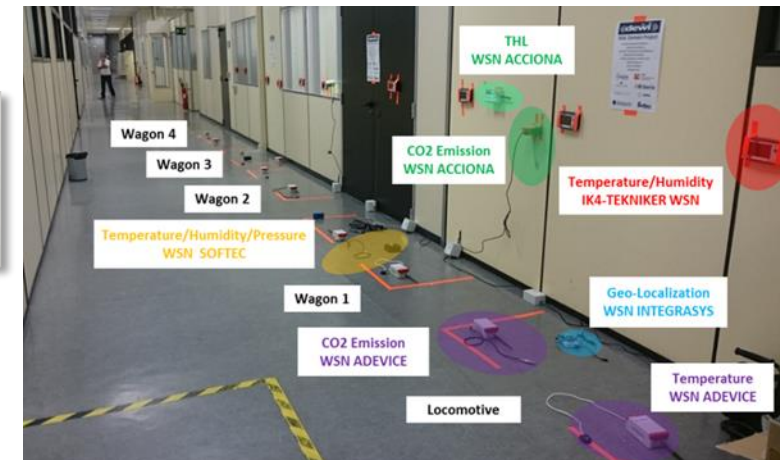 THL
WSN ACCIONA
Wagon 4
Wagon 3
CO2 Emission
WSN ACCIONA
Wagon 2
Temperature/Humidity
IK4-TEKNIKER WSN
Temperature/Humidity/Pressure
WSN SOFTEC
Wagon 1
Geo-Localization
WSN INTEGRASYS
CO2 Emission
WSN ADEVICE
Temperature
WSN ADEVICE
Locomotive